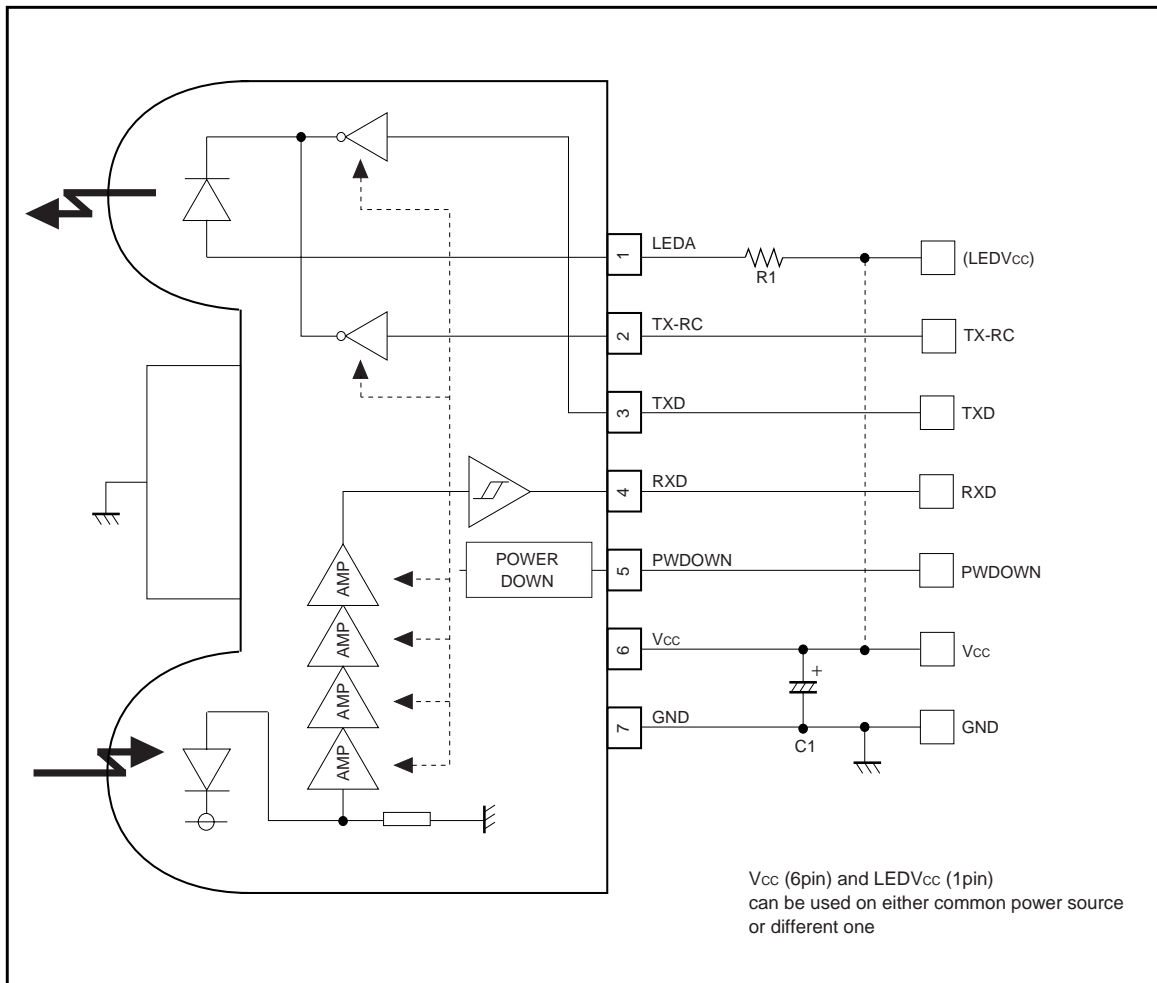 1
LEDA
R1
(LEDVCC)
2
TX-RC
TX-RC
3
TXD
TXD
4
RXD
RXD
POWER
DOWN
5
PWDOWN
PWDOWN
AMP
AMP
AMP
AMP
6
VCC
+
VCC
7
GND
C1
GND
VCC (6pin) and LEDVCC (1pin)
can be used on either common power source
or different one